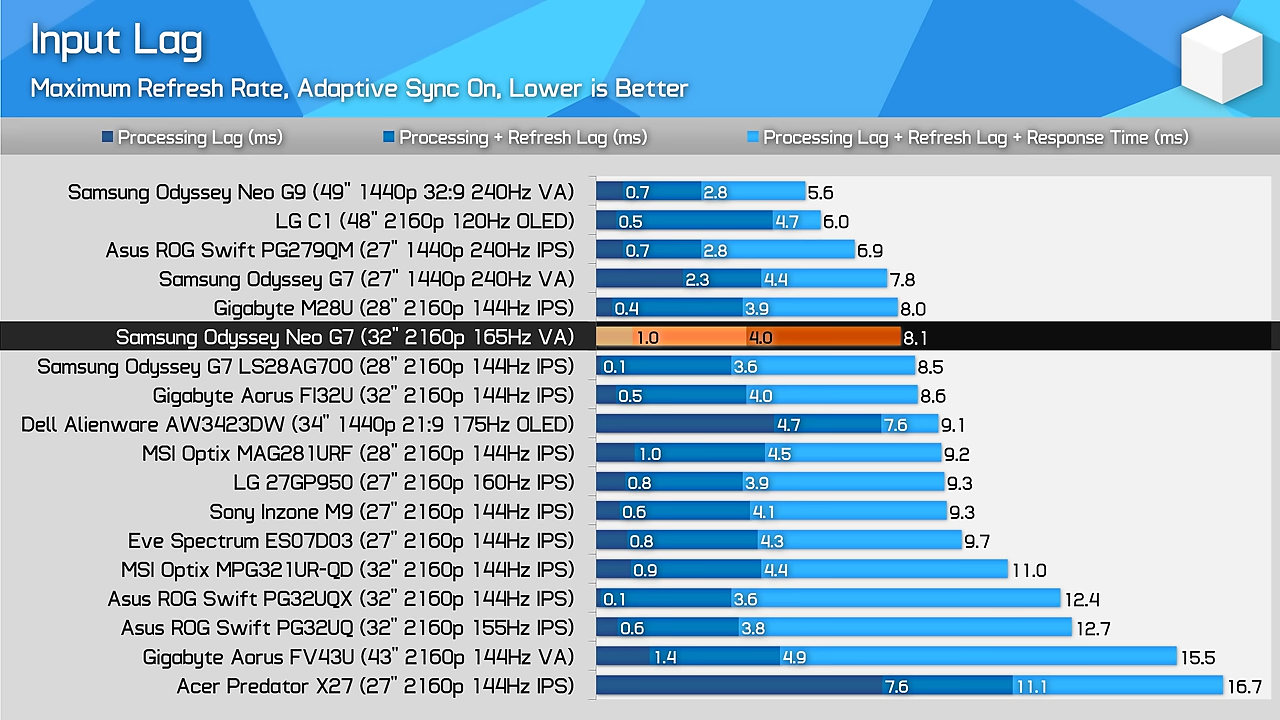 Input Lag
Maximum Refresh Rate, Adaptive Sync On, Lower is Better
Processing Lag (ms) Processing + Refresh Lag (ms) Processing Lag + Refresh Lag + Response Time (ms)
Samsung Odyssey Neo G9 (49" 1440p 32:9 240Hz VA) 0.7 2.8 5.6
LG C1 (48" 2160p 120Hz OLED) 0.5 4.7 6.0
Asus ROG Swift PG279QM (27" 1440p 240Hz IPS) 0.7 2.8 6.9
Samsung Odyssey G7 (27" 1440p 240Hz VA) 2.3 4.4 7.8
Gigabyte M28U (28" 2160p 144Hz IPS) 0.4 3.9 8.0
Samsung Odyssey Neo G7 (32" 2160p 165Hz VA) 1.0 4.0 8.1
Samsung Odyssey G7 LS28AG700 (28" 2160p 144Hz IPS) 0.1 3.6 8.5
Gigabyte Aorus FI32U (32" 2160p 144Hz IPS) 0.5 4.0 8.6
Dell Alienware AW3423DW (34" 1440p 21:9 175Hz OLED) 4.7 7.6 9.1
MSI Optix MAG281URF (28" 2160p 144Hz IPS) 1.0 4.5 9.2
LG 27GP950 (27" 2160p 160Hz IPS) 0.8 3.9 9.3
Sony Inzone M9 (27" 2160p 144Hz IPS) 0.6 4.1 9.3
Eve Spectrum ES07D03 (27" 2160p 144Hz IPS) 0.8 4.3 9.7
MSI Optix MPG321UR-QD (32" 2160p 144Hz IPS) 0.9 4.4 11.0
Asus ROG Swift PG32UQX (32" 2160p 144Hz IPS) 0.1 3.6 12.4
Asus ROG Swift PG32UQ (32" 2160p 155Hz IPS) 0.6 3.8 12.7
Gigabyte Aorus FV43U (43" 2160p 144Hz VA) 1.4 4.9 15.5
Acer Predator X27 (27" 2160p 144Hz IPS) 7.6 11.1 16.7